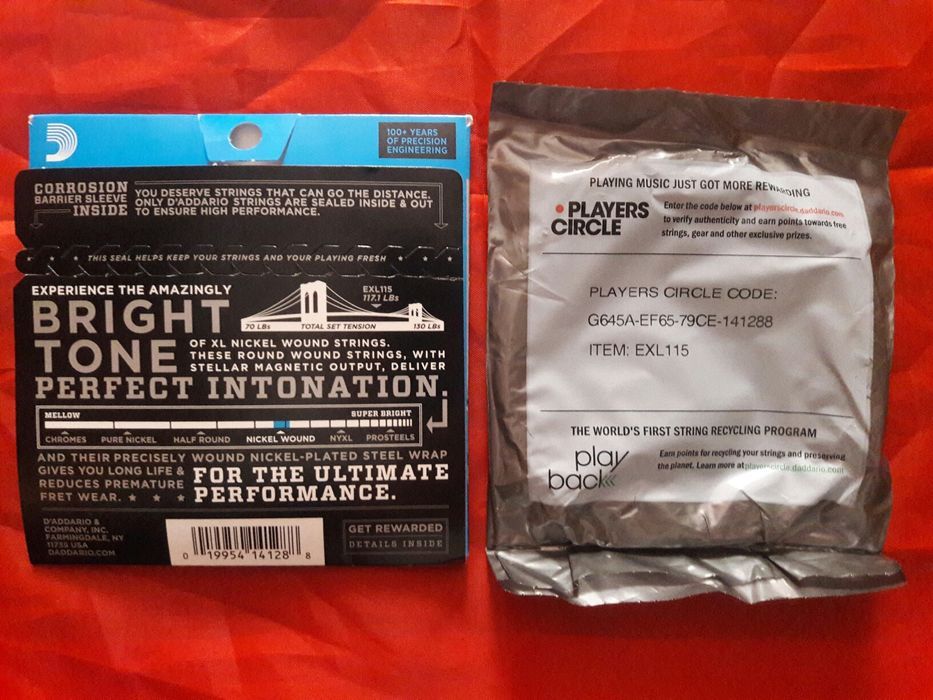 100+ YEARS
OF PRECISION
ENGINEERING
CORROSION
BARRIER SLEEVE
INSIDE
YOU DESERVE STRINGS THAT CAN GO THE DISTANCE.
ONLY D'ADDARIO STRINGS ARE SEALED INSIDE & OUT
TO ENSURE HIGH PERFORMANCE.
THIS SEAL HELPS KEEP YOUR STRINGS AND YOUR PLAYING FRESH
EXPERIENCE THE AMAZINGLY
BRIGHT
TONE
EXL115
117.1 LBs
70 LBs TOTAL SET TENSION 130 LBs
OF XL NICKEL WOUND STRINGS.
THESE ROUND WOUND STRINGS, WITH
STELLAR MAGNETIC OUTPUT, DELIVER
PERFECT INTONATION.
MELLOW SUPER BRIGHT
CHROMES PURE NICKEL HALF ROUND NICKEL WOUND NYXL PROSTEELS
AND THEIR PRECISELY WOUND NICKEL-PLATED STEEL WRAP
GIVES YOU LONG LIFE &
REDUCES PREMATURE
FRET WEAR.
FOR THE ULTIMATE
PERFORMANCE.
D'ADDARIO &
COMPANY, INC.
FARMINGDALE, NY
11735 USA
DADDARIO.COM
0 19954 14128 8
GET REWARDED
DETAILS INSIDE
PLAYING MUSIC JUST GOT MORE REWARDING
PLAYERS
CIRCLE
Enter the code below at playerscircle.daddario.com
to verify authenticity and earn points towards free
strings, gear and other exclusive prizes.
PLAYERS CIRCLE CODE:
G645A-EF65-79CE-141288
ITEM: EXL115
THE WORLD'S FIRST STRING RECYCLING PROGRAM
play
back
Earn points for recycling your strings and preserving
the planet. Learn more at playerscircle.daddario.com